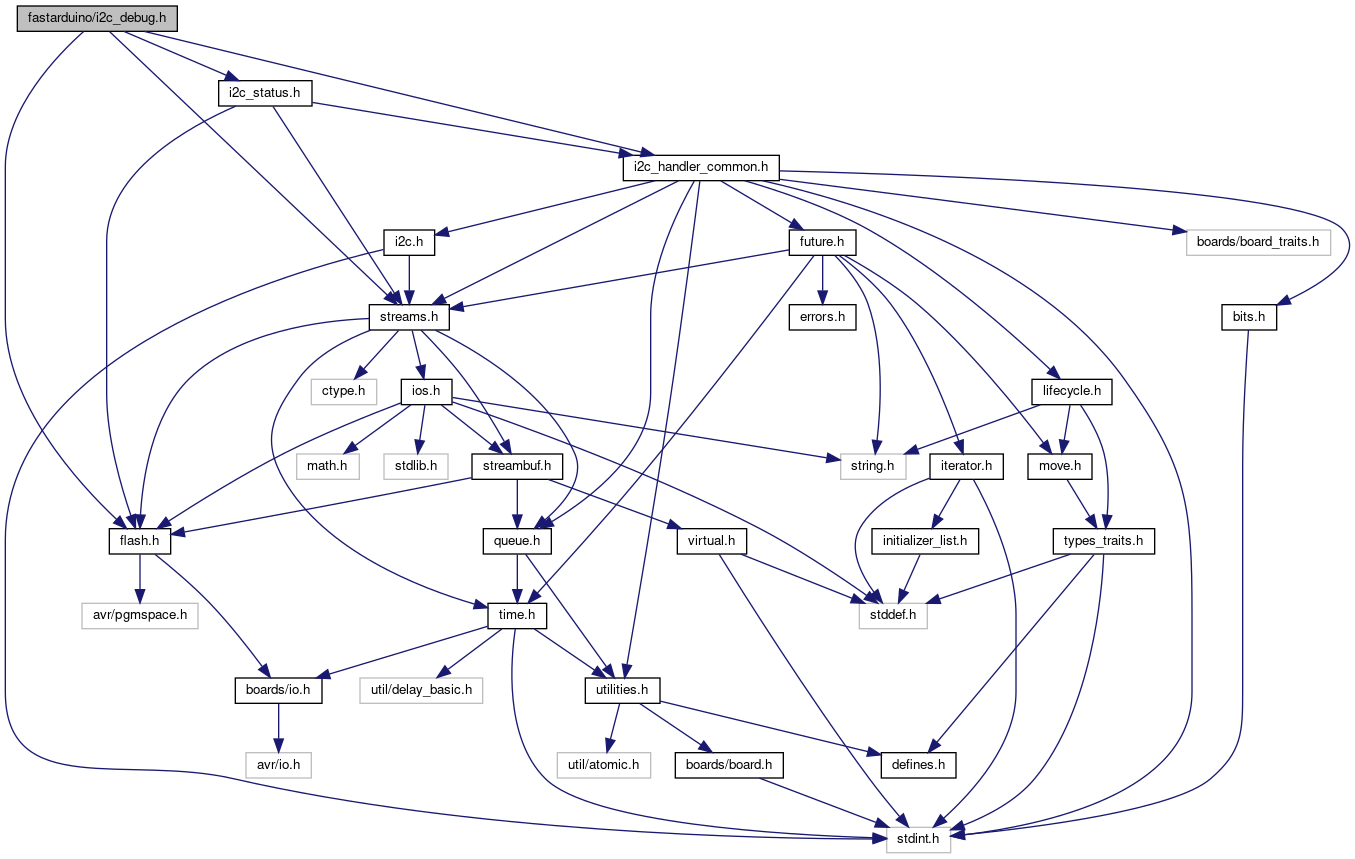 fastarduino/i2c_debug.h
i2c_status.h
i2c_handler_common.h
i2c.h
future.h
boards/board_traits.h
streams.h
errors.h
bits.h
ctype.h
ios.h
lifecycle.h
math.h
stdlib.h
streambuf.h
string.h
iterator.h
move.h
flash.h
queue.h
virtual.h
initializer_list.h
types_traits.h
avr/pgmspace.h
time.h
stddef.h
boards/io.h
util/delay_basic.h
utilities.h
avr/io.h
util/atomic.h
boards/board.h
defines.h
stdint.h